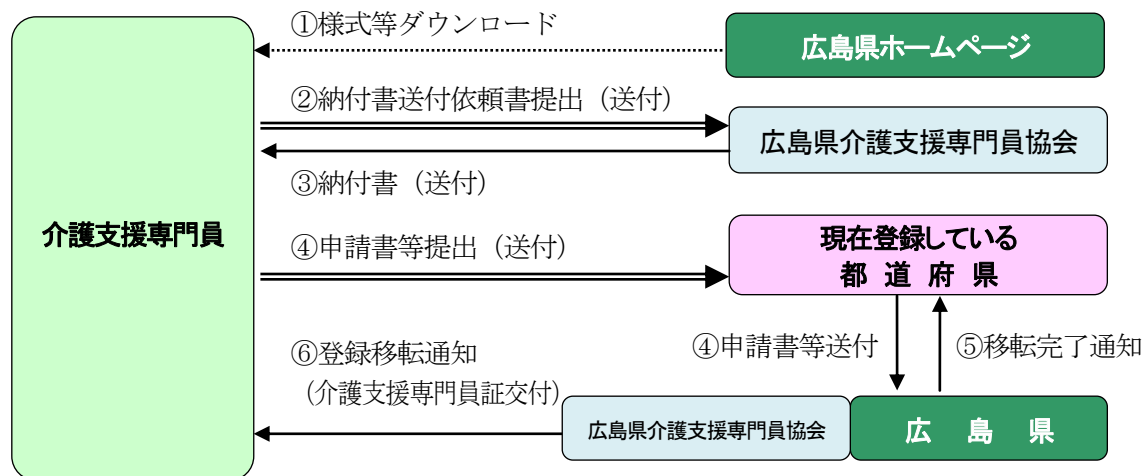 ①様式等ダウンロード
広島県ホームページ
②納付書送付依頼書提出（送付）
広島県介護支援専門員協会
③納付書（送付）
介護支援専門員
④申請書等提出（送付）
現在登録している
都 道 府 県
④申請書等送付
⑤移転完了通知
⑥登録移転通知
（介護支援専門員証交付）
広島県介護支援専門員協会
広 島 県